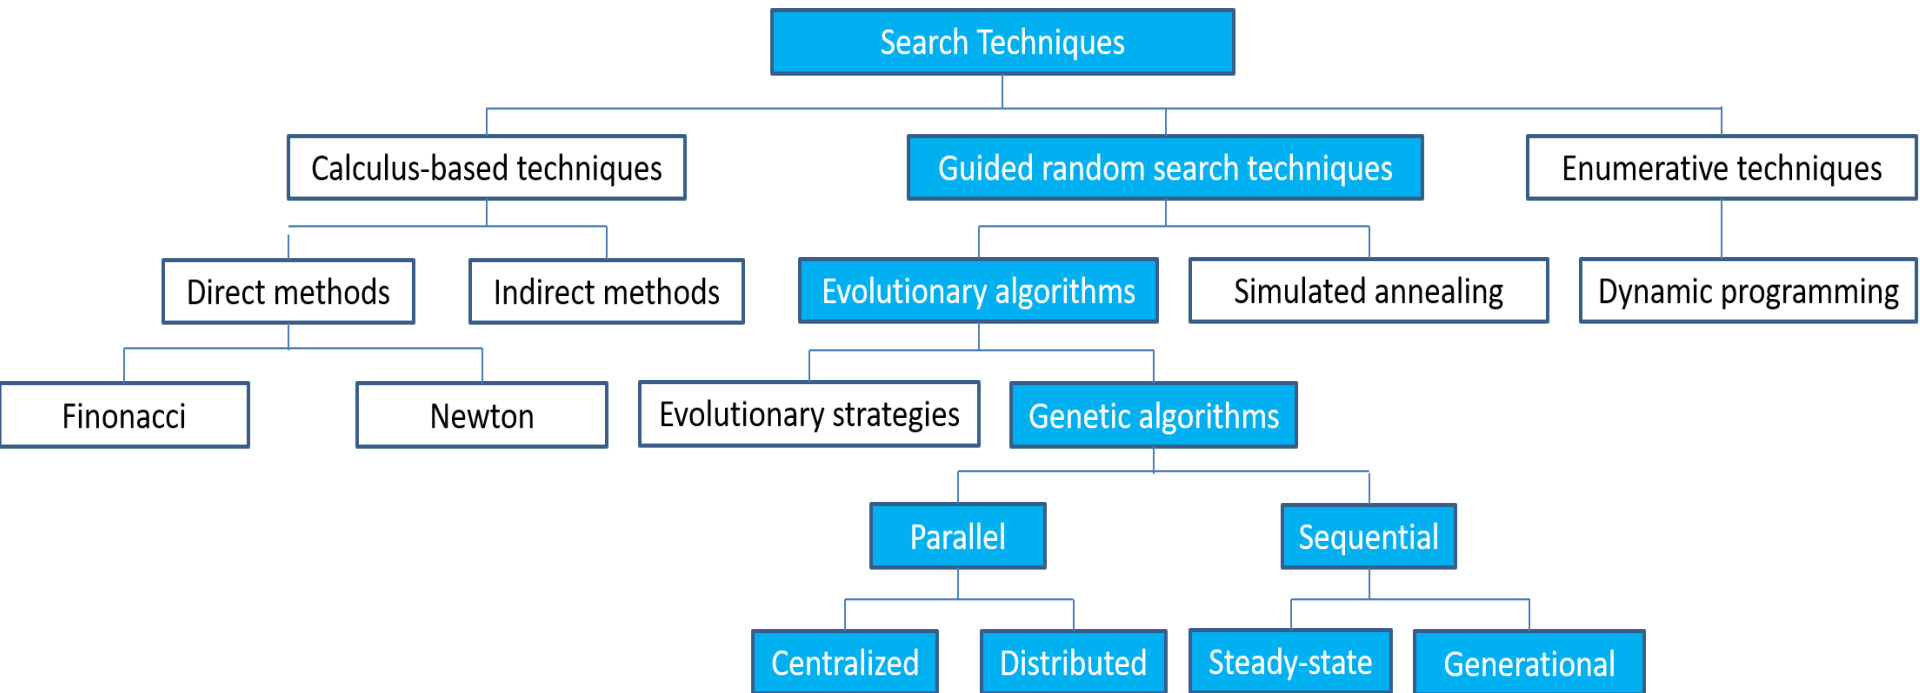 Search Techniques
Calculus-based techniques
Guided random search techniques
Enumerative techniques
Direct methods
Indirect methods
Evolutionary algorithms
Simulated annealing
Dynamic programming
Finonacci
Newton
Evolutionary strategies
Genetic algorithms
Parallel
Sequential
Centralized
Distributed
Steady-state
Generational